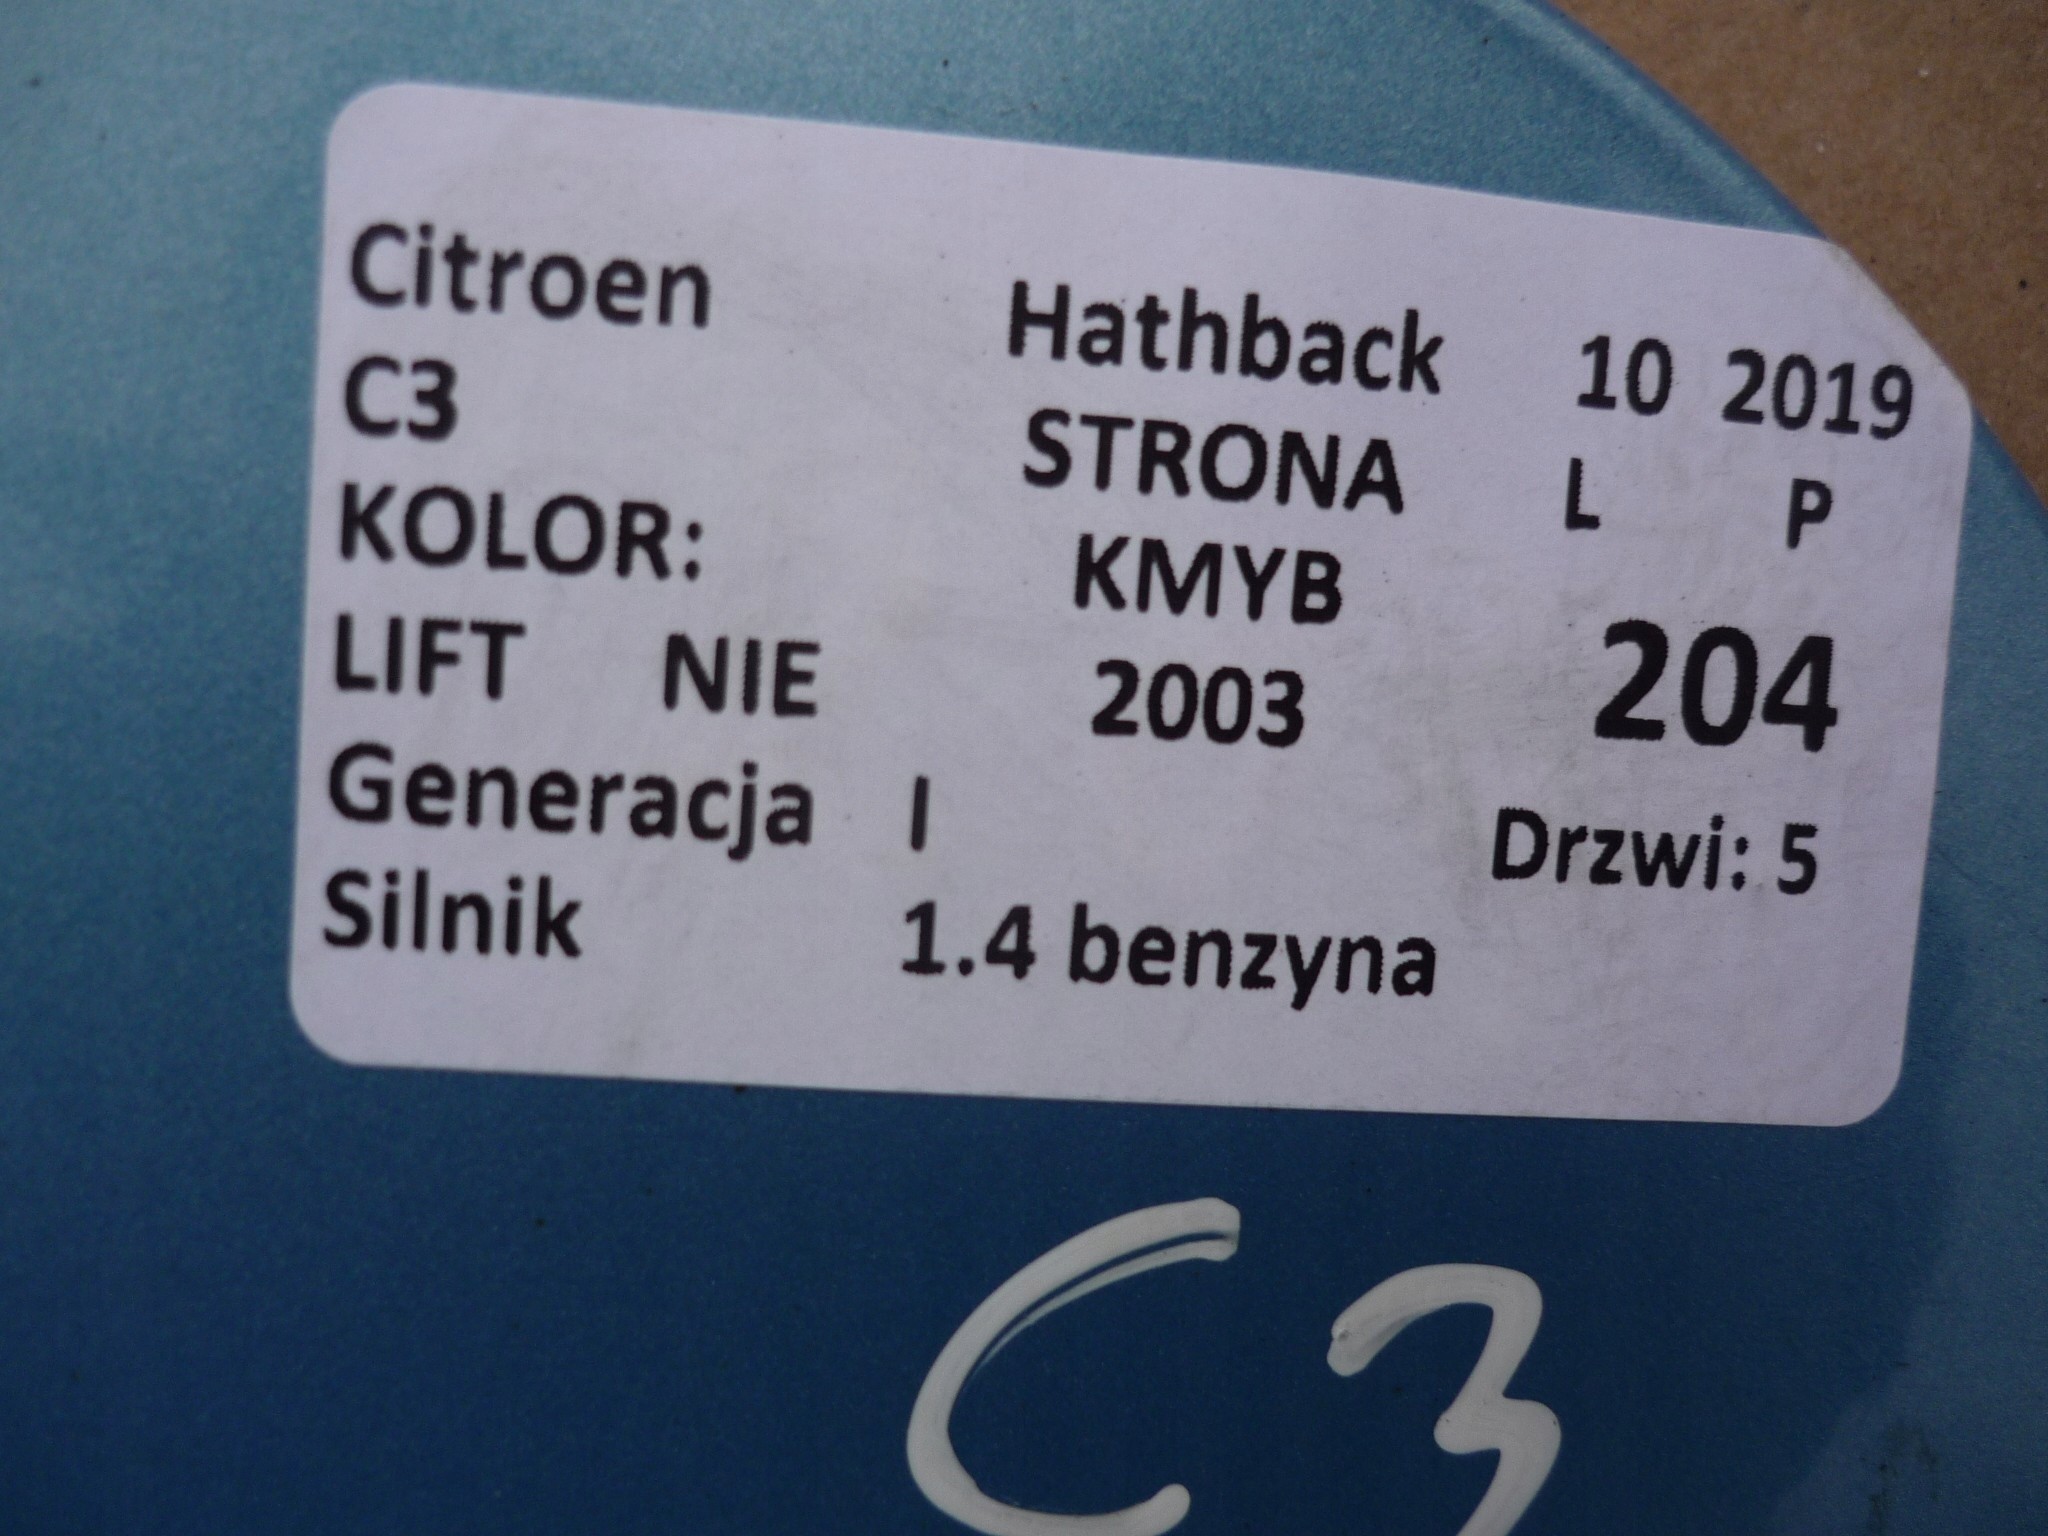 Citroen Hathback 10 2019
C3 STRONA L P
KOLOR: KMYB 204
LIFT NIE 2003
Generacja I Drzwi: 5
Silnik 1.4 benzyna
C3